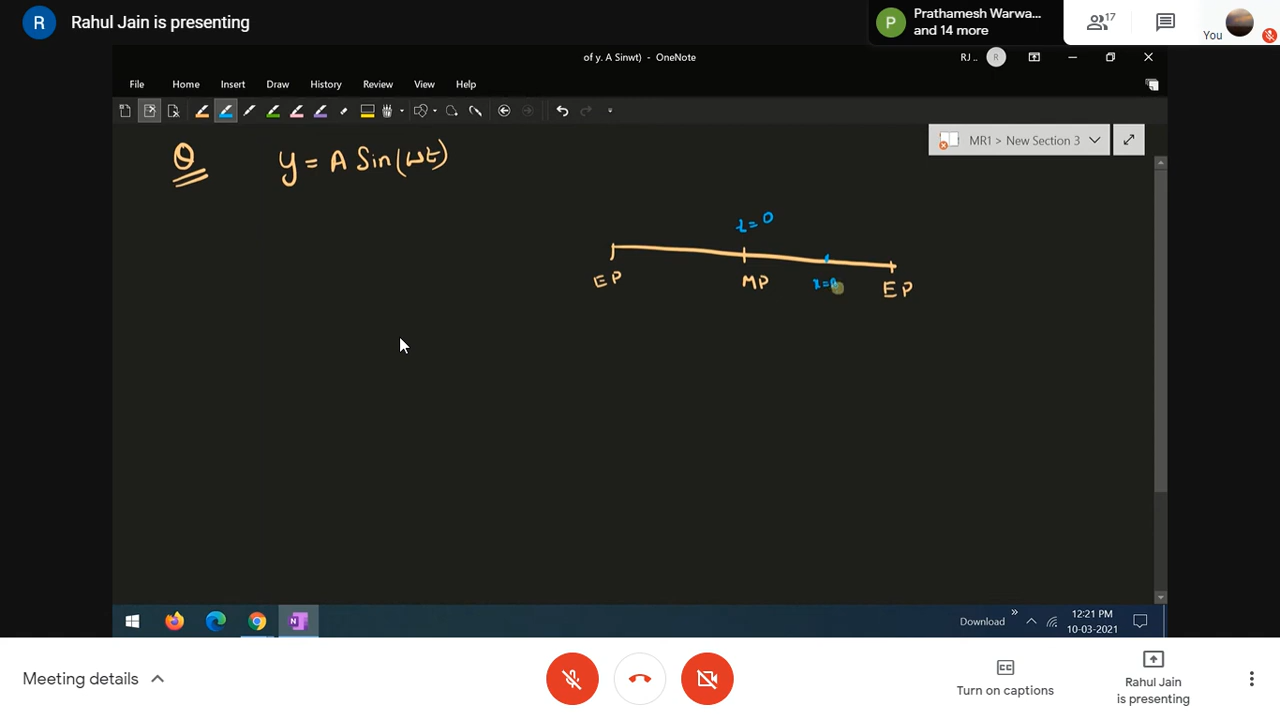 Rahul Jain is presenting
Prathamesh Warwa...
and 14 more
17
You
of y. A Sinwt) - OneNote
RJ ..
File Home Insert Draw History Review View Help
MR1 > New Section 3
Q y = A Sin(ωt)
t = 0
EP MP x= EP
Download
12:21 PM
10-03-2021
Meeting details
Turn on captions
Rahul Jain
is presenting